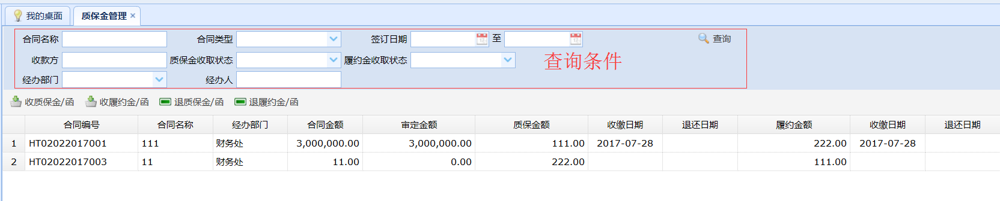 我的桌面 质保金管理 ×
合同名称 合同类型 签订日期 至 查询
收款方 质保金收取状态 履约金收取状态 查询条件
经办部门 经办人
收质保金/函 收履约金/函 退质保金/函 退履约金/函
合同编号 合同名称 经办部门 合同金额 审定金额 质保金额 收缴日期 退还日期 履约金额 收缴日期 退还日期
1 HT02022017001 111 财务处 3,000,000.00 3,000,000.00 111.00 2017-07-28 222.00 2017-07-28
2 HT02022017003 11 财务处 11.00 0.00 222.00 111.00